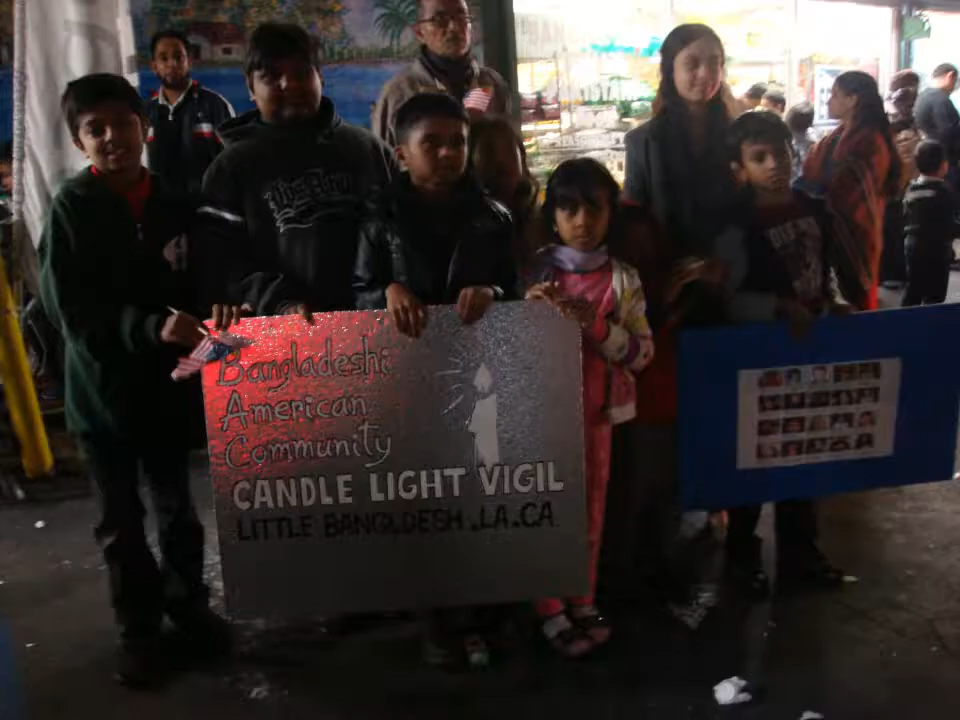 Bangladeshi
American
Community
CANDLE LIGHT VIGIL
LITTLE BANGLDESH .LA.CA